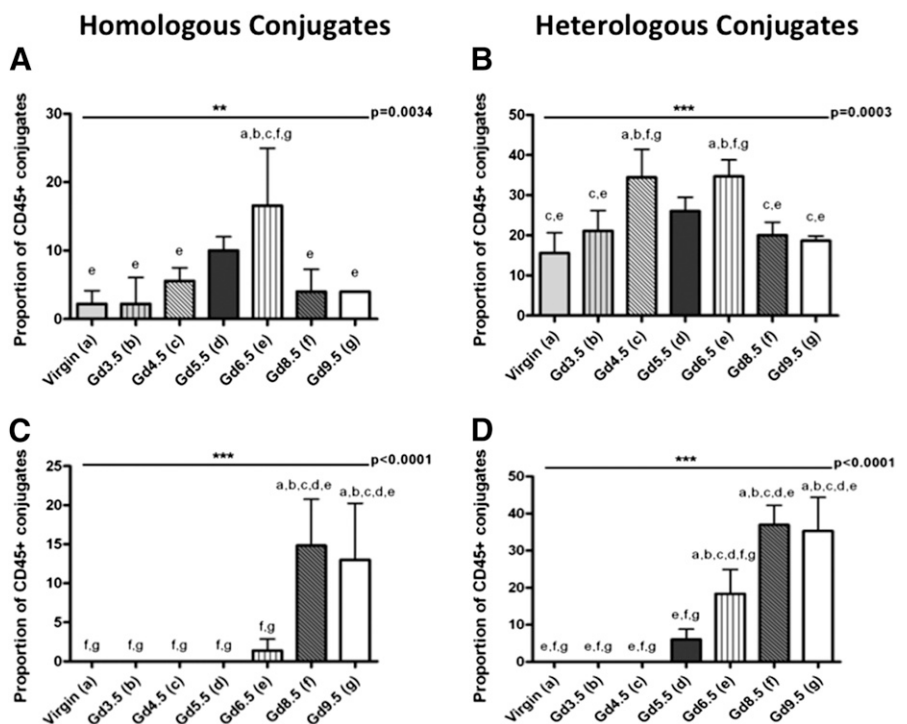 Homologous Conjugates
Heterologous Conjugates
A
Proportion of CD45+ conjugates
30
20
10
0
**
p=0.0034
e
e
e
a,b,c,f,g
e
e
Virgin (a)
Gd3.5 (b)
Gd4.5 (c)
Gd5.5 (d)
Gd6.5 (e)
Gd8.5 (f)
Gd9.5 (g)
B
Proportion of CD45+ conjugates
50
40
30
20
10
0
***
p=0.0003
c,e
c,e
a,b,f,g
a,b,f,g
c,e
c,e
Virgin (a)
Gd3.5 (b)
Gd4.5 (c)
Gd5.5 (d)
Gd6.5 (e)
Gd8.5 (f)
Gd9.5 (g)
C
Proportion of CD45+ conjugates
25
20
15
10
5
0
***
p<0.0001
f,g
f,g
f,g
f,g
f,g
a,b,c,d,e
a,b,c,d,e
Virgin (a)
Gd3.5 (b)
Gd4.5 (c)
Gd5.5 (d)
Gd6.5 (e)
Gd8.5 (f)
Gd9.5 (g)
D
Proportion of CD45+ conjugates
50
40
30
20
10
0
***
p<0.0001
e,f,g
e,f,g
e,f,g
e,f,g
a,b,c,d,f,g
a,b,c,d,e
a,b,c,d,e
Virgin (a)
Gd3.5 (b)
Gd4.5 (c)
Gd5.5 (d)
Gd6.5 (e)
Gd8.5 (f)
Gd9.5 (g)